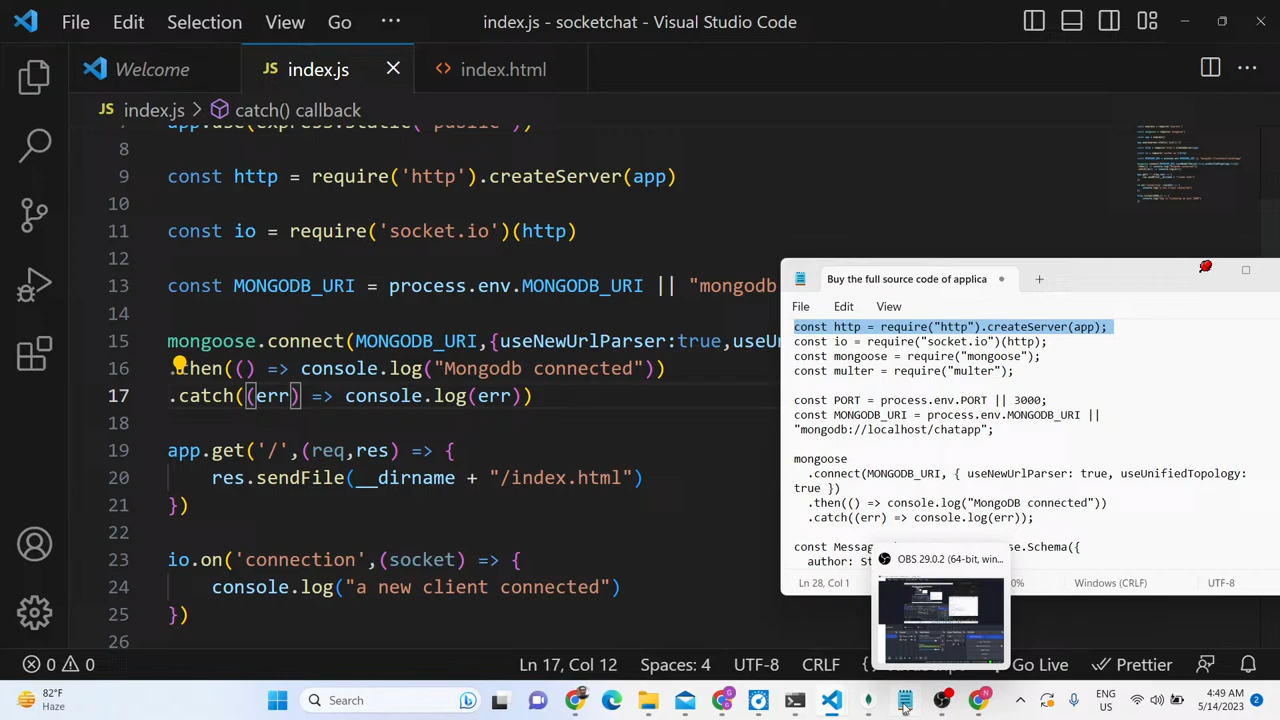 File Edit Selection View Go ··· index.js - socketchat - Visual Studio Code
Welcome JS index.js <> index.html ···
JS index.js > catch() callback
8
9 const http = require('http').createServer(app)
10
11 const io = require('socket.io')(http)
12
13 const MONGODB_URI = process.env.MONGODB_URI || "mongodb
14
15 mongoose.connect(MONGODB_URI,{useNewUrlParser:true,useU
16 .then(() => console.log("Mongodb connected"))
17 .catch((err) => console.log(err))
18
19 app.get('/',(req,res) => {
20 res.sendFile(__dirname + "/index.html")
21 })
22
23 io.on('connection',(socket) => {
24 console.log("a new client connected")
25 })
26
Buy the full source code of applica
File Edit View
const http = require("http").createServer(app);
const io = require("socket.io")(http);
const mongoose = require("mongoose");
const multer = require("multer");
const PORT = process.env.PORT || 3000;
const MONGODB_URI = process.env.MONGODB_URI ||
"mongodb://localhost/chatapp";
mongoose
.connect(MONGODB_URI, { useNewUrlParser: true, useUnifiedTopology:
true })
.then(() => console.log("MongoDB connected"))
.catch((err) => console.log(err));
.Schema({
author:
Ln 28, Col 1 Windows (CRLF) UTF-8
OBS 29.0.2 (64-bit, win...
0 0 Ln 17, Col 12 Spaces: 4 UTF-8 CRLF Go Live Prettier
82°F
Haze
Search
ENG
US
4:49 AM
5/14/2023
2